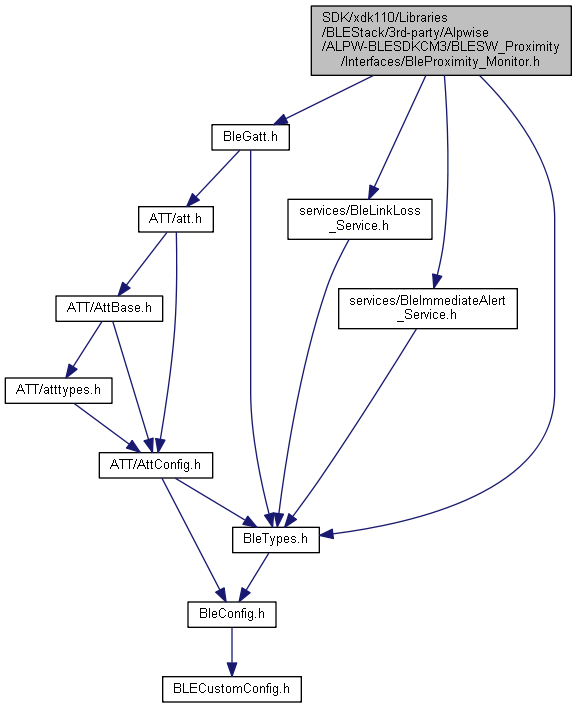 SDK/xdk110/Libraries
/BLEStack/3rd-party/Alpwise
/ALPW-BLESDKCM3/BLESW_Proximity
/Interfaces/BleProximity_Monitor.h
BleGatt.h
ATT/att.h
services/BleLinkLoss
_Service.h
ATT/AttBase.h
services/BleImmediateAlert
_Service.h
ATT/atttypes.h
ATT/AttConfig.h
BleTypes.h
BleConfig.h
BLECustomConfig.h